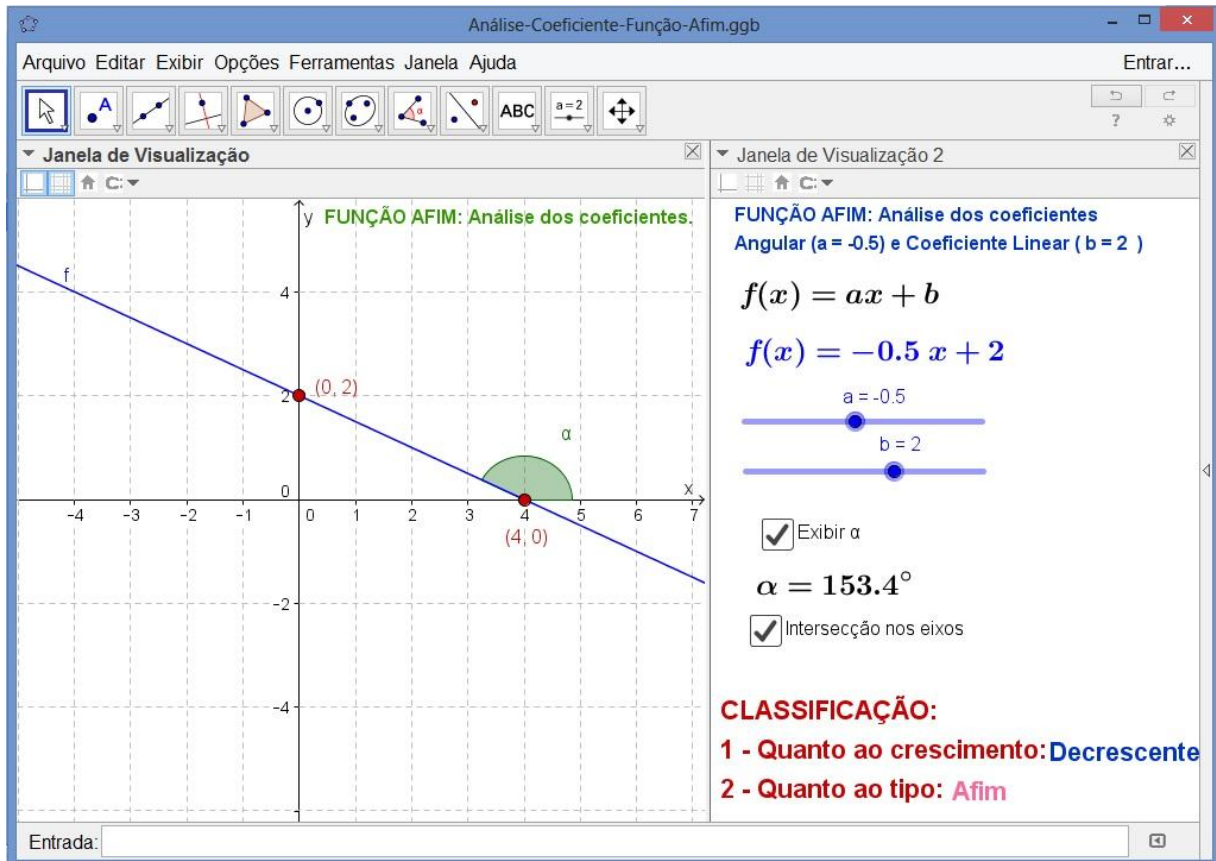 Análise-Coeficiente-Função-Afim.ggb
Arquivo Editar Exibir Opções Ferramentas Janela Ajuda Entrar...
A α ABC a=2
?
Janela de Visualização
C:
y FUNÇÃO AFIM: Análise dos coeficientes.
f
4
2 (0, 2)
α
0 x
-4 -3 -2 -1 0 1 2 3 4 5 6 7
(4, 0)
-2
-4
Janela de Visualização 2
C:
FUNÇÃO AFIM: Análise dos coeficientes
Angular (a = -0.5) e Coeficiente Linear ( b = 2 )
f(x) = ax + b
f(x) = −0.5 x + 2
a = -0.5
b = 2
Exibir α
α = 153.4°
Intersecção nos eixos
CLASSIFICAÇÃO:
1 - Quanto ao crescimento: Decrescente
2 - Quanto ao tipo: Afim
Entrada: